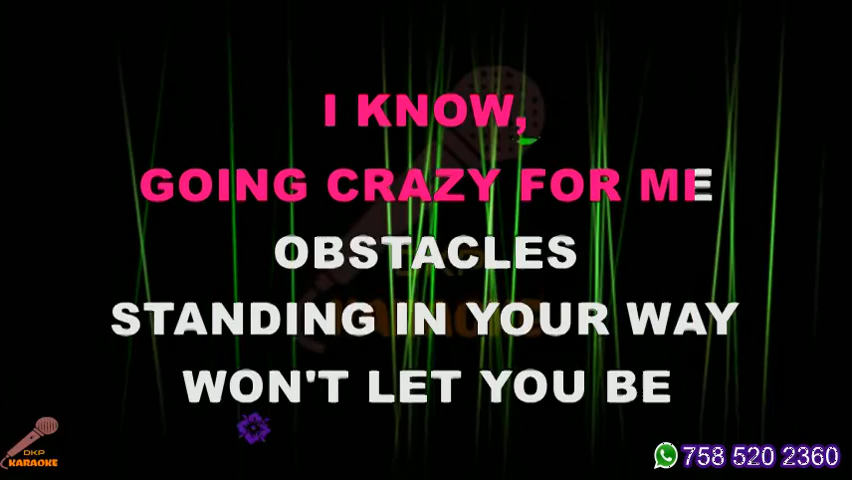 I KNOW,
GOING CRAZY FOR ME
OBSTACLES
STANDING IN YOUR WAY
WON'T LET YOU BE
DKP
KARAOKE
758 520 2360